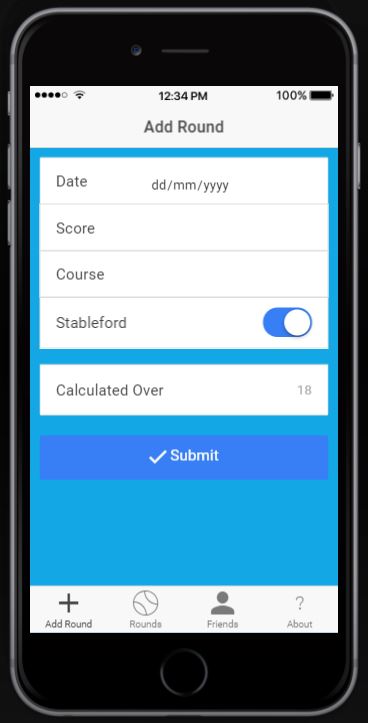 12:34 PM 100%
Add Round
Date dd/mm/yyyy
Score
Course
Stableford
Calculated Over 18
Submit
Add Round Rounds Friends ? About